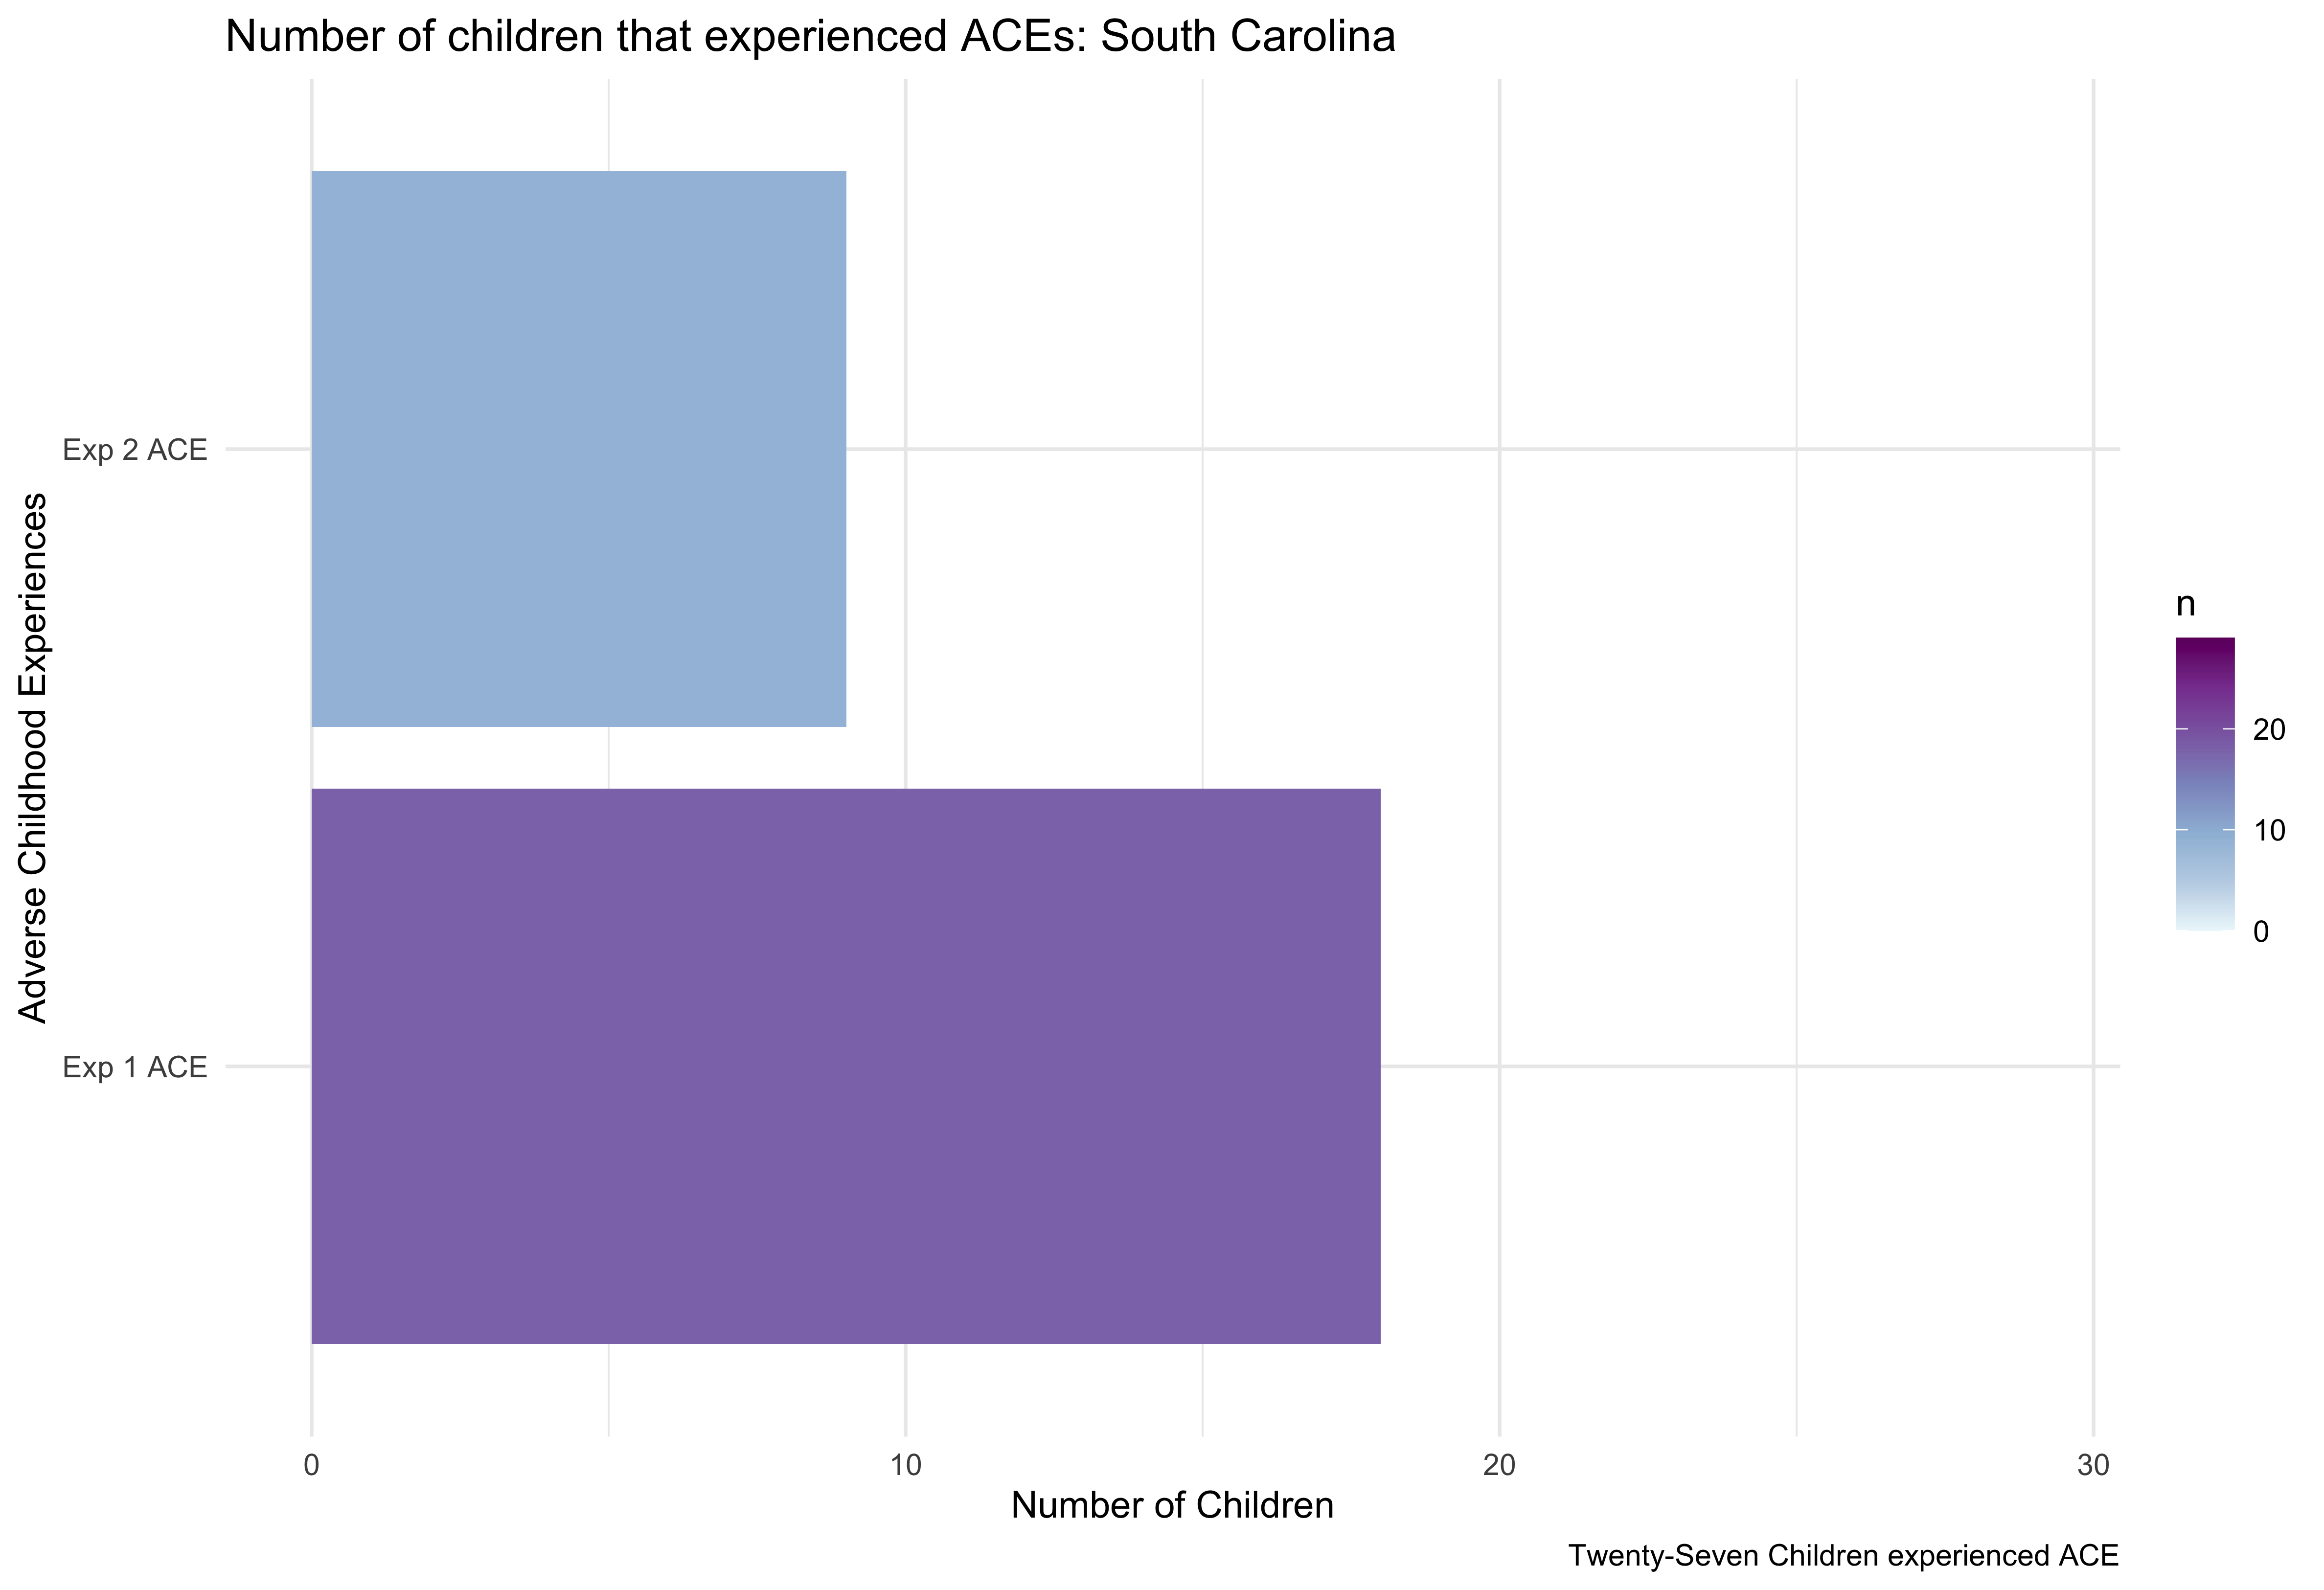 Number of children that experienced ACEs: South Carolina
Adverse Childhood Experiences
Exp 2 ACE
Exp 1 ACE
0
10
20
30
Number of Children
n
20
10
0
Twenty-Seven Children experienced ACE